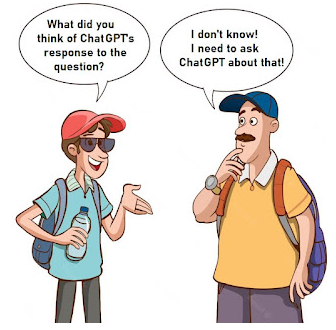 What did you
think of ChatGPT's
response to the
question?
I don't know!
I need to ask
ChatGPT about that!